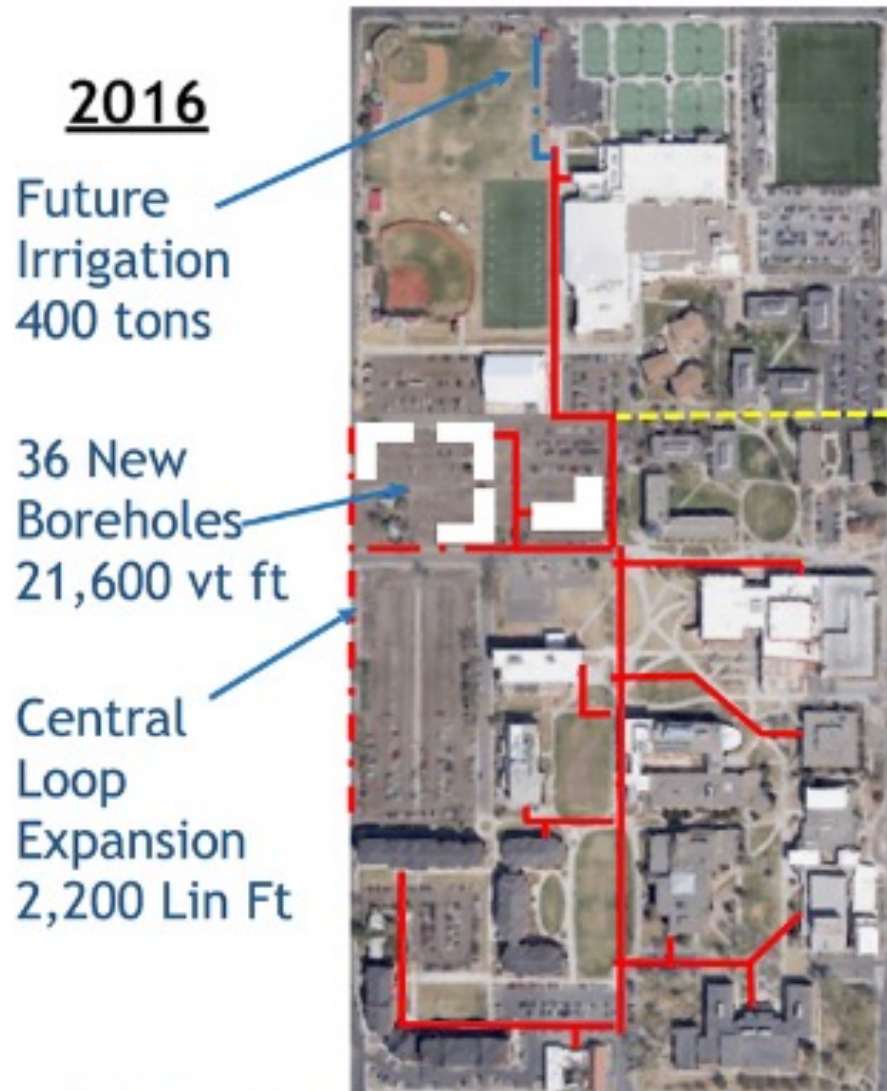 2016
Future
Irrigation
400 tons
36 New
Boreholes
21,600 vt ft
Central
Loop
Expansion
2,200 Lin Ft